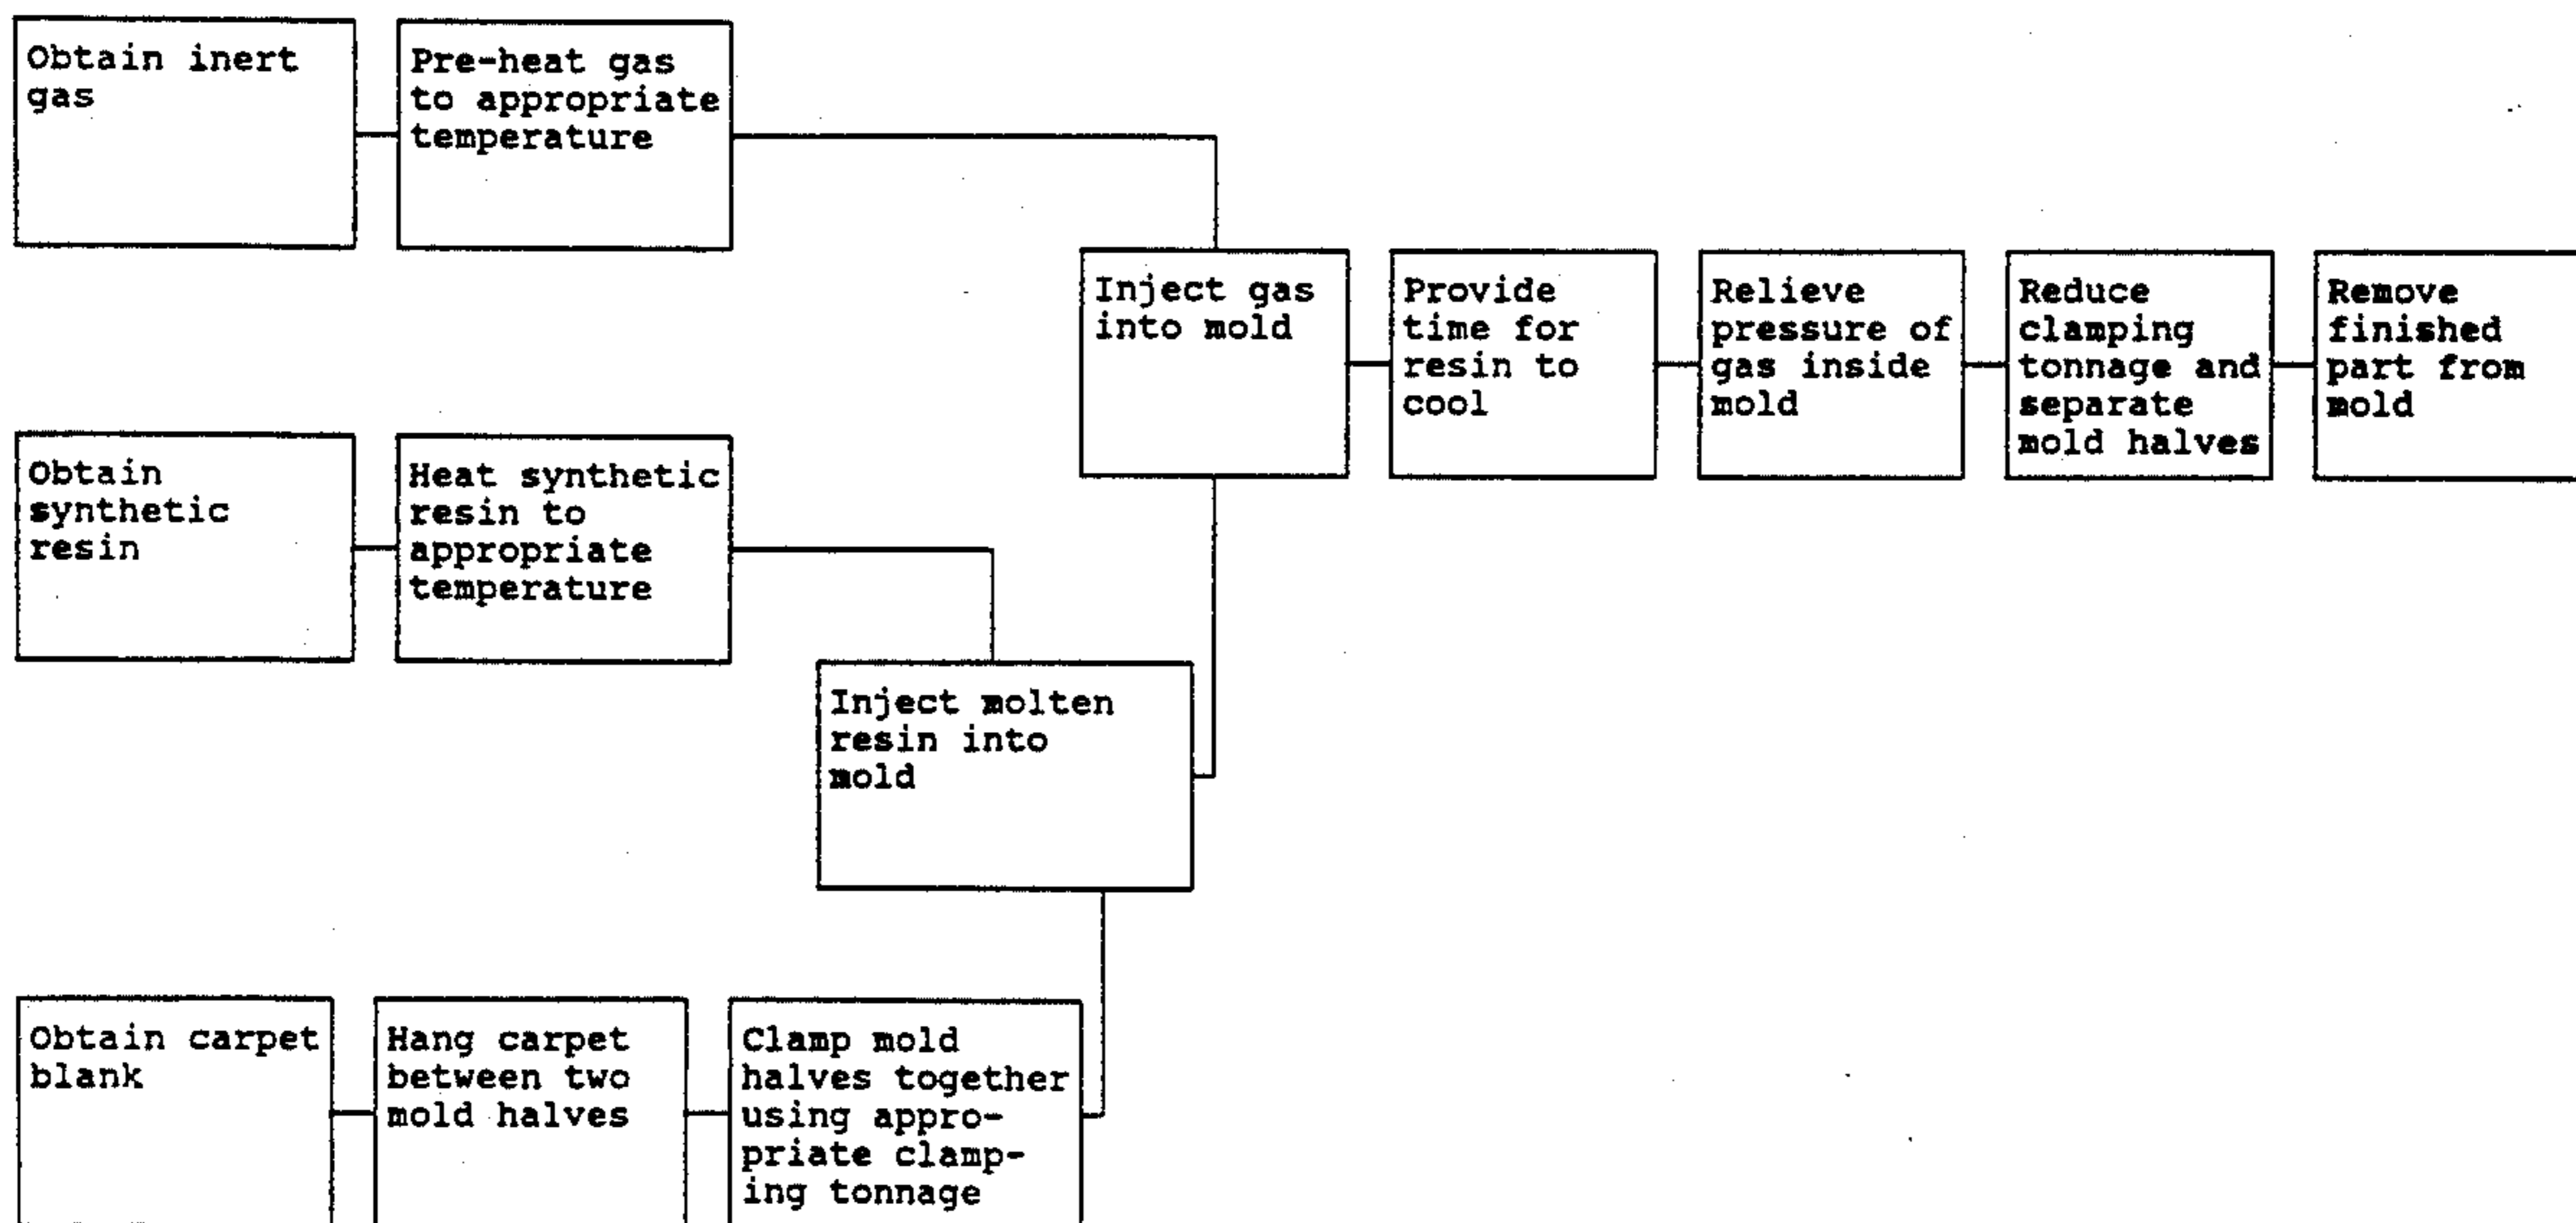 Obtain inert
gas
Pre-heat gas
to appropriate
temperature
Inject gas
into mold
Provide
time for
resin to
cool
Relieve
pressure of
gas inside
mold
Reduce
clamping
tonnage and
separate
mold halves
Remove
finished
part from
mold
Obtain
synthetic
resin
Heat synthetic
resin to
appropriate
temperature
Inject molten
resin into
mold
Obtain carpet
blank
Hang carpet
between two
mold halves
Clamp mold
halves together
using appro-
priate clamp-
ing tonnage